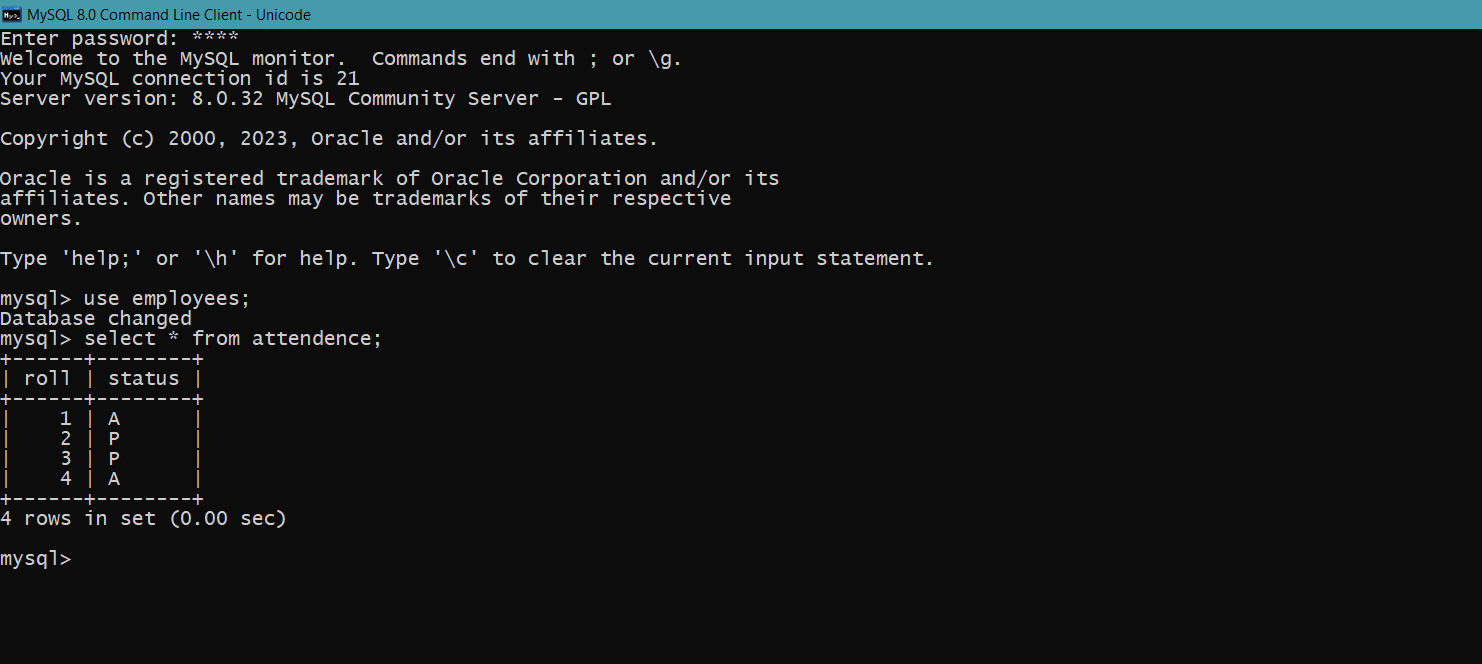 MySQL 8.0 Command Line Client - Unicode
Enter password: ****
Welcome to the MySQL monitor.  Commands end with ; or \g.
Your MySQL connection id is 21
Server version: 8.0.32 MySQL Community Server - GPL
Copyright (c) 2000, 2023, Oracle and/or its affiliates.
Oracle is a registered trademark of Oracle Corporation and/or its
affiliates. Other names may be trademarks of their respective
owners.
Type 'help;' or '\h' for help. Type '\c' to clear the current input statement.
mysql> use employees;
Database changed
mysql> select * from attendence;
+------+--------+
| roll | status |
+------+--------+
|    1 | A      |
|    2 | P      |
|    3 | P      |
|    4 | A      |
+------+--------+
4 rows in set (0.00 sec)
mysql>